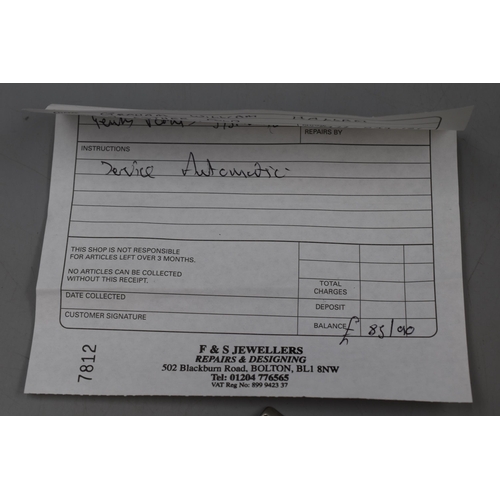 REPAIRS BY
INSTRUCTIONS
Service Automatic
THIS SHOP IS NOT RESPONSIBLE
FOR ARTICLES LEFT OVER 3 MONTHS.
NO ARTICLES CAN BE COLLECTED
WITHOUT THIS RECEIPT.
TOTAL
CHARGES
DATE COLLECTED
DEPOSIT
CUSTOMER SIGNATURE
BALANCE £ 85/00
7812
F & S JEWELLERS
REPAIRS & DESIGNING
502 Blackburn Road, BOLTON, BL1 8NW
Tel: 01204 776565
VAT Reg No: 899 9423 37